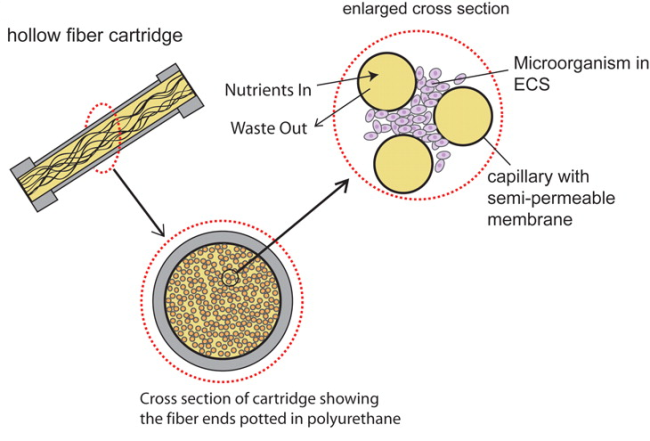 enlarged cross section
hollow fiber cartridge
Nutrients In
Waste Out
Microorganism in
ECS
capillary with
semi-permeable
membrane
Cross section of cartridge showing
the fiber ends potted in polyurethane